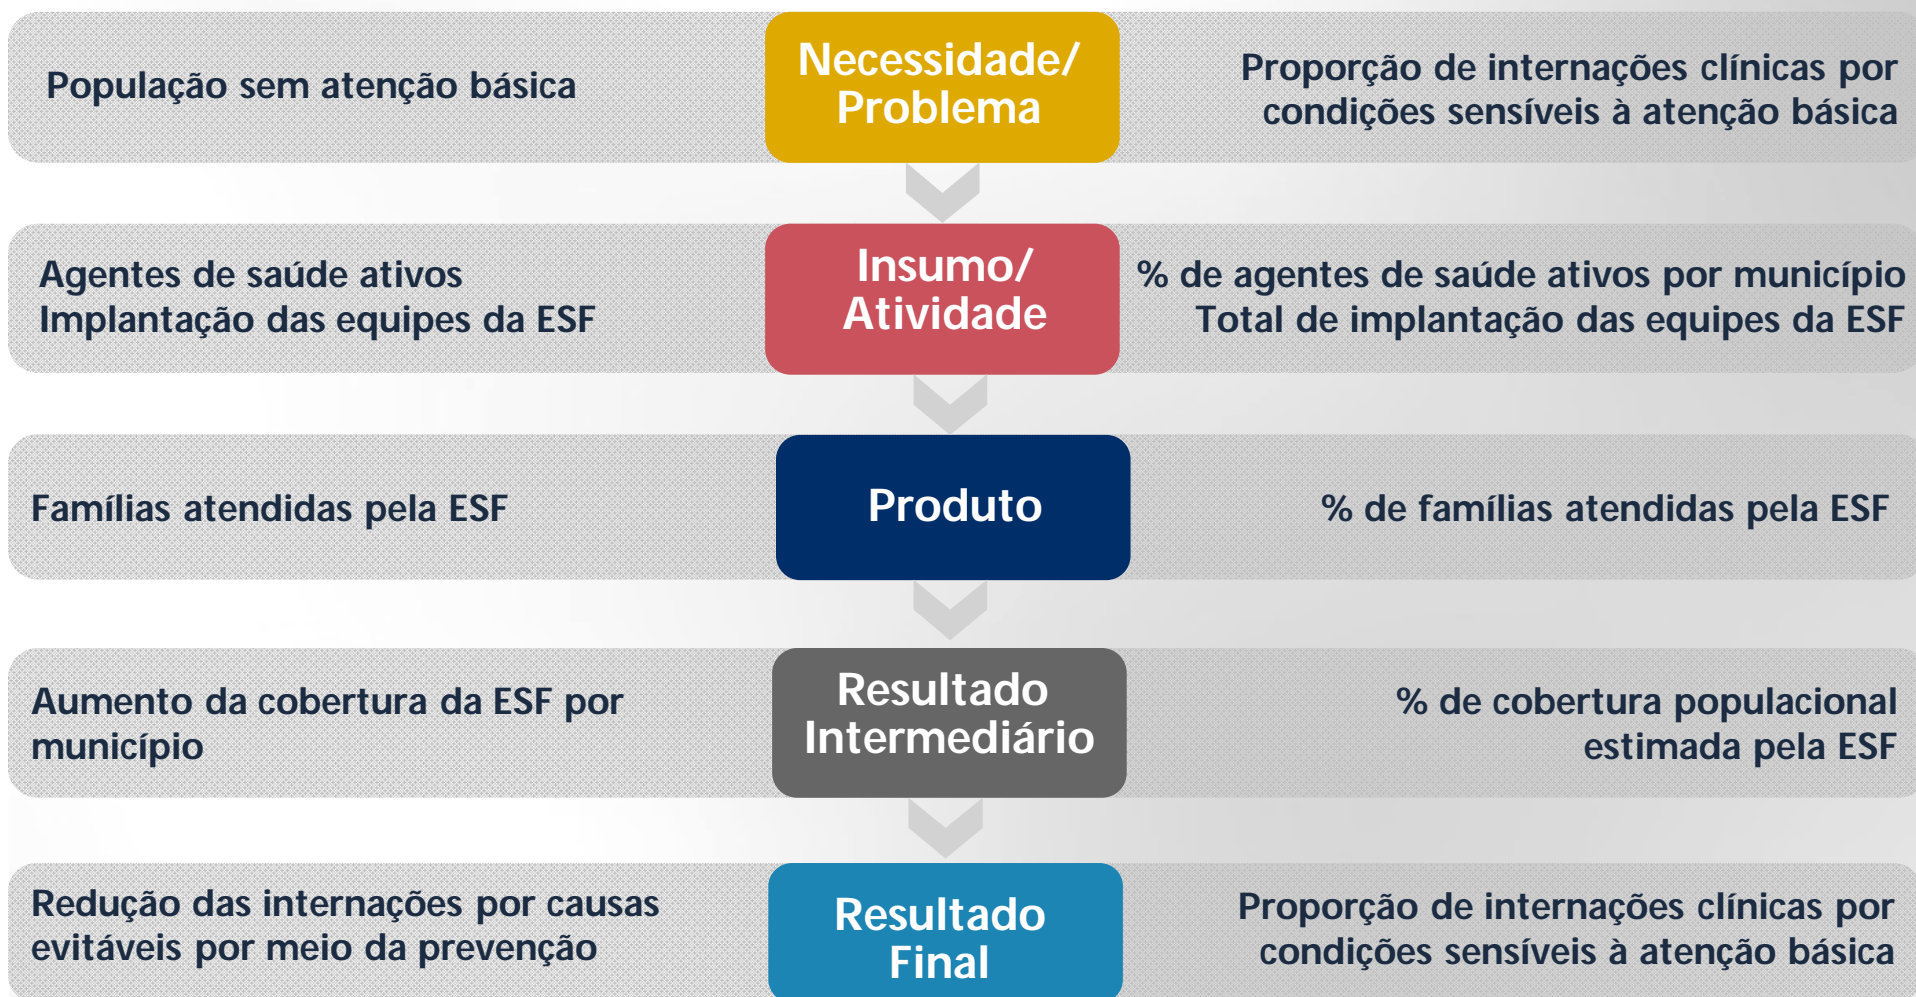 População sem atenção básica
Necessidade/
Problema
Proporção de internações clínicas por
condições sensíveis à atenção básica
Agentes de saúde ativos
Implantação das equipes da ESF
Insumo/
Atividade
% de agentes de saúde ativos por município
Total de implantação das equipes da ESF
Famílias atendidas pela ESF
Produto
% de famílias atendidas pela ESF
Aumento da cobertura da ESF por
município
Resultado
Intermediário
% de cobertura populacional
estimada pela ESF
Redução das internações por causas
evitáveis por meio da prevenção
Resultado
Final
Proporção de internações clínicas por
condições sensíveis à atenção básica